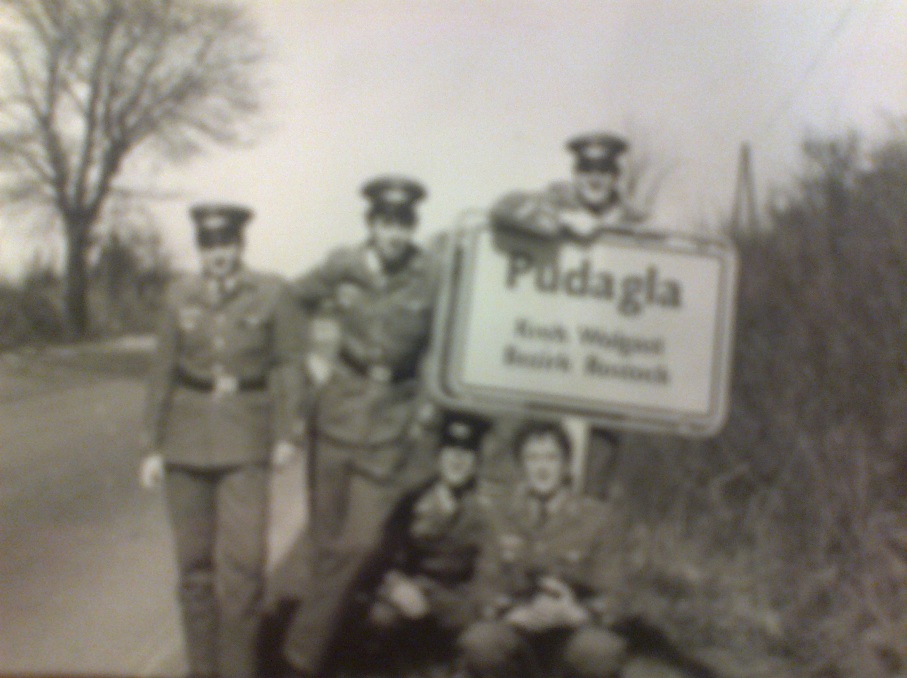 Pudagla
Kreis Wolgast
Bezirk Rostock